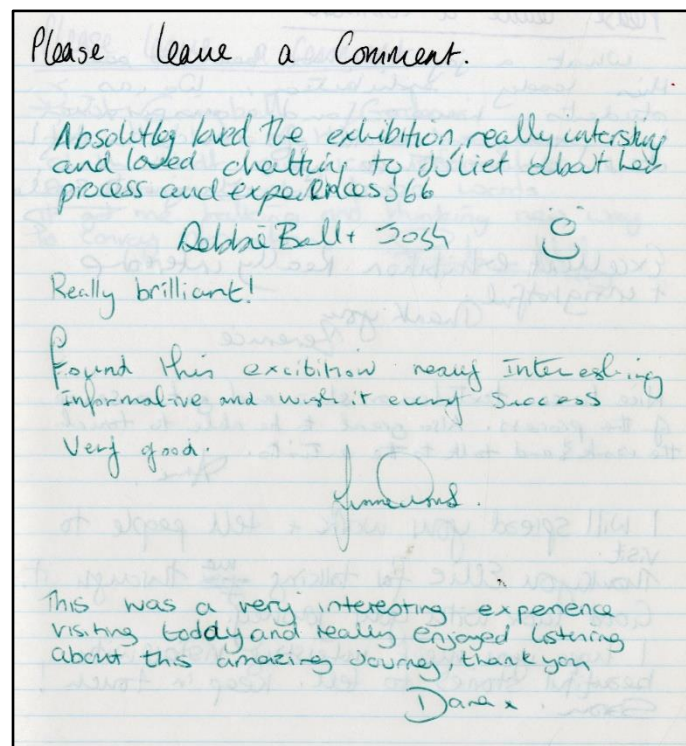 Please leave a Comment.
Absolutley loved the exhibition, really intersting
and loved chatting to Juliet about her
process and experiences
Debbie Ball + Josh
Really brilliant!
Found this excibition really Interesting
Informative and wish it every Success
Very good.
This was a very interesting experience
visiting today and really Enjoyed listning
about this amazing Journey, thank you
Dana x